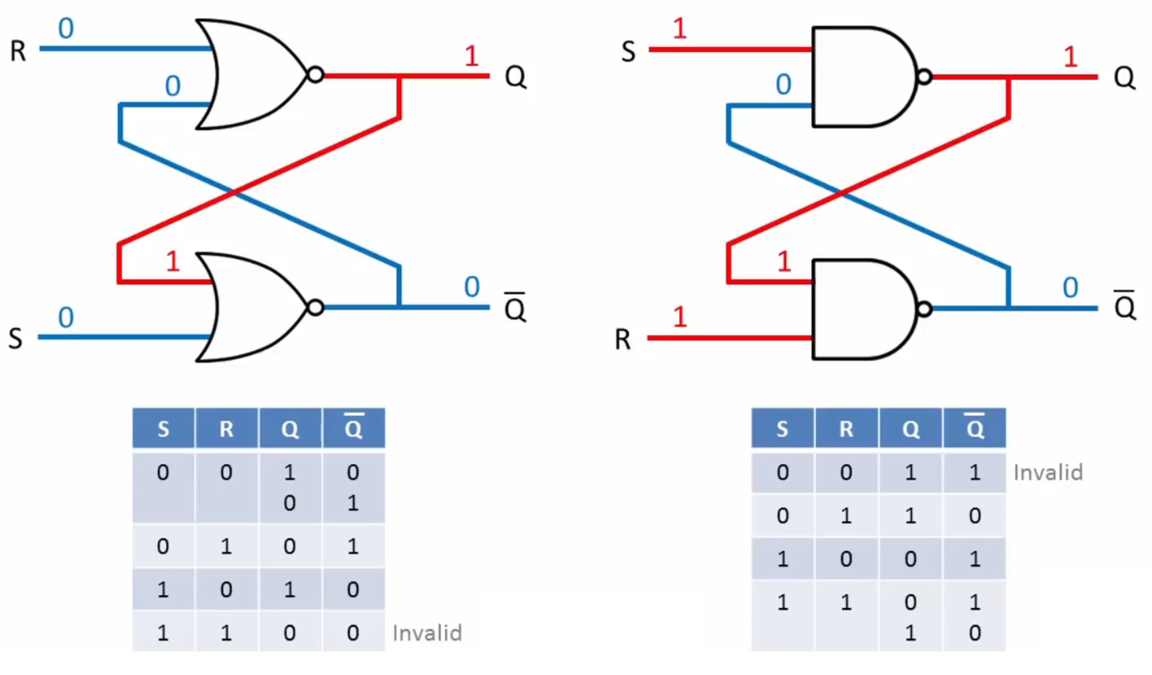 R 0 1 Q
0
1
S 0 0 Q̅
S 1 1 Q
0
1
R 1 0 Q̅
S R Q Q̅
0 0 1 0
0 1
0 1 0 1
1 0 1 0
1 1 0 0 Invalid
S R Q Q̅
0 0 1 1 Invalid
0 1 1 0
1 0 0 1
1 1 0 1
1 0